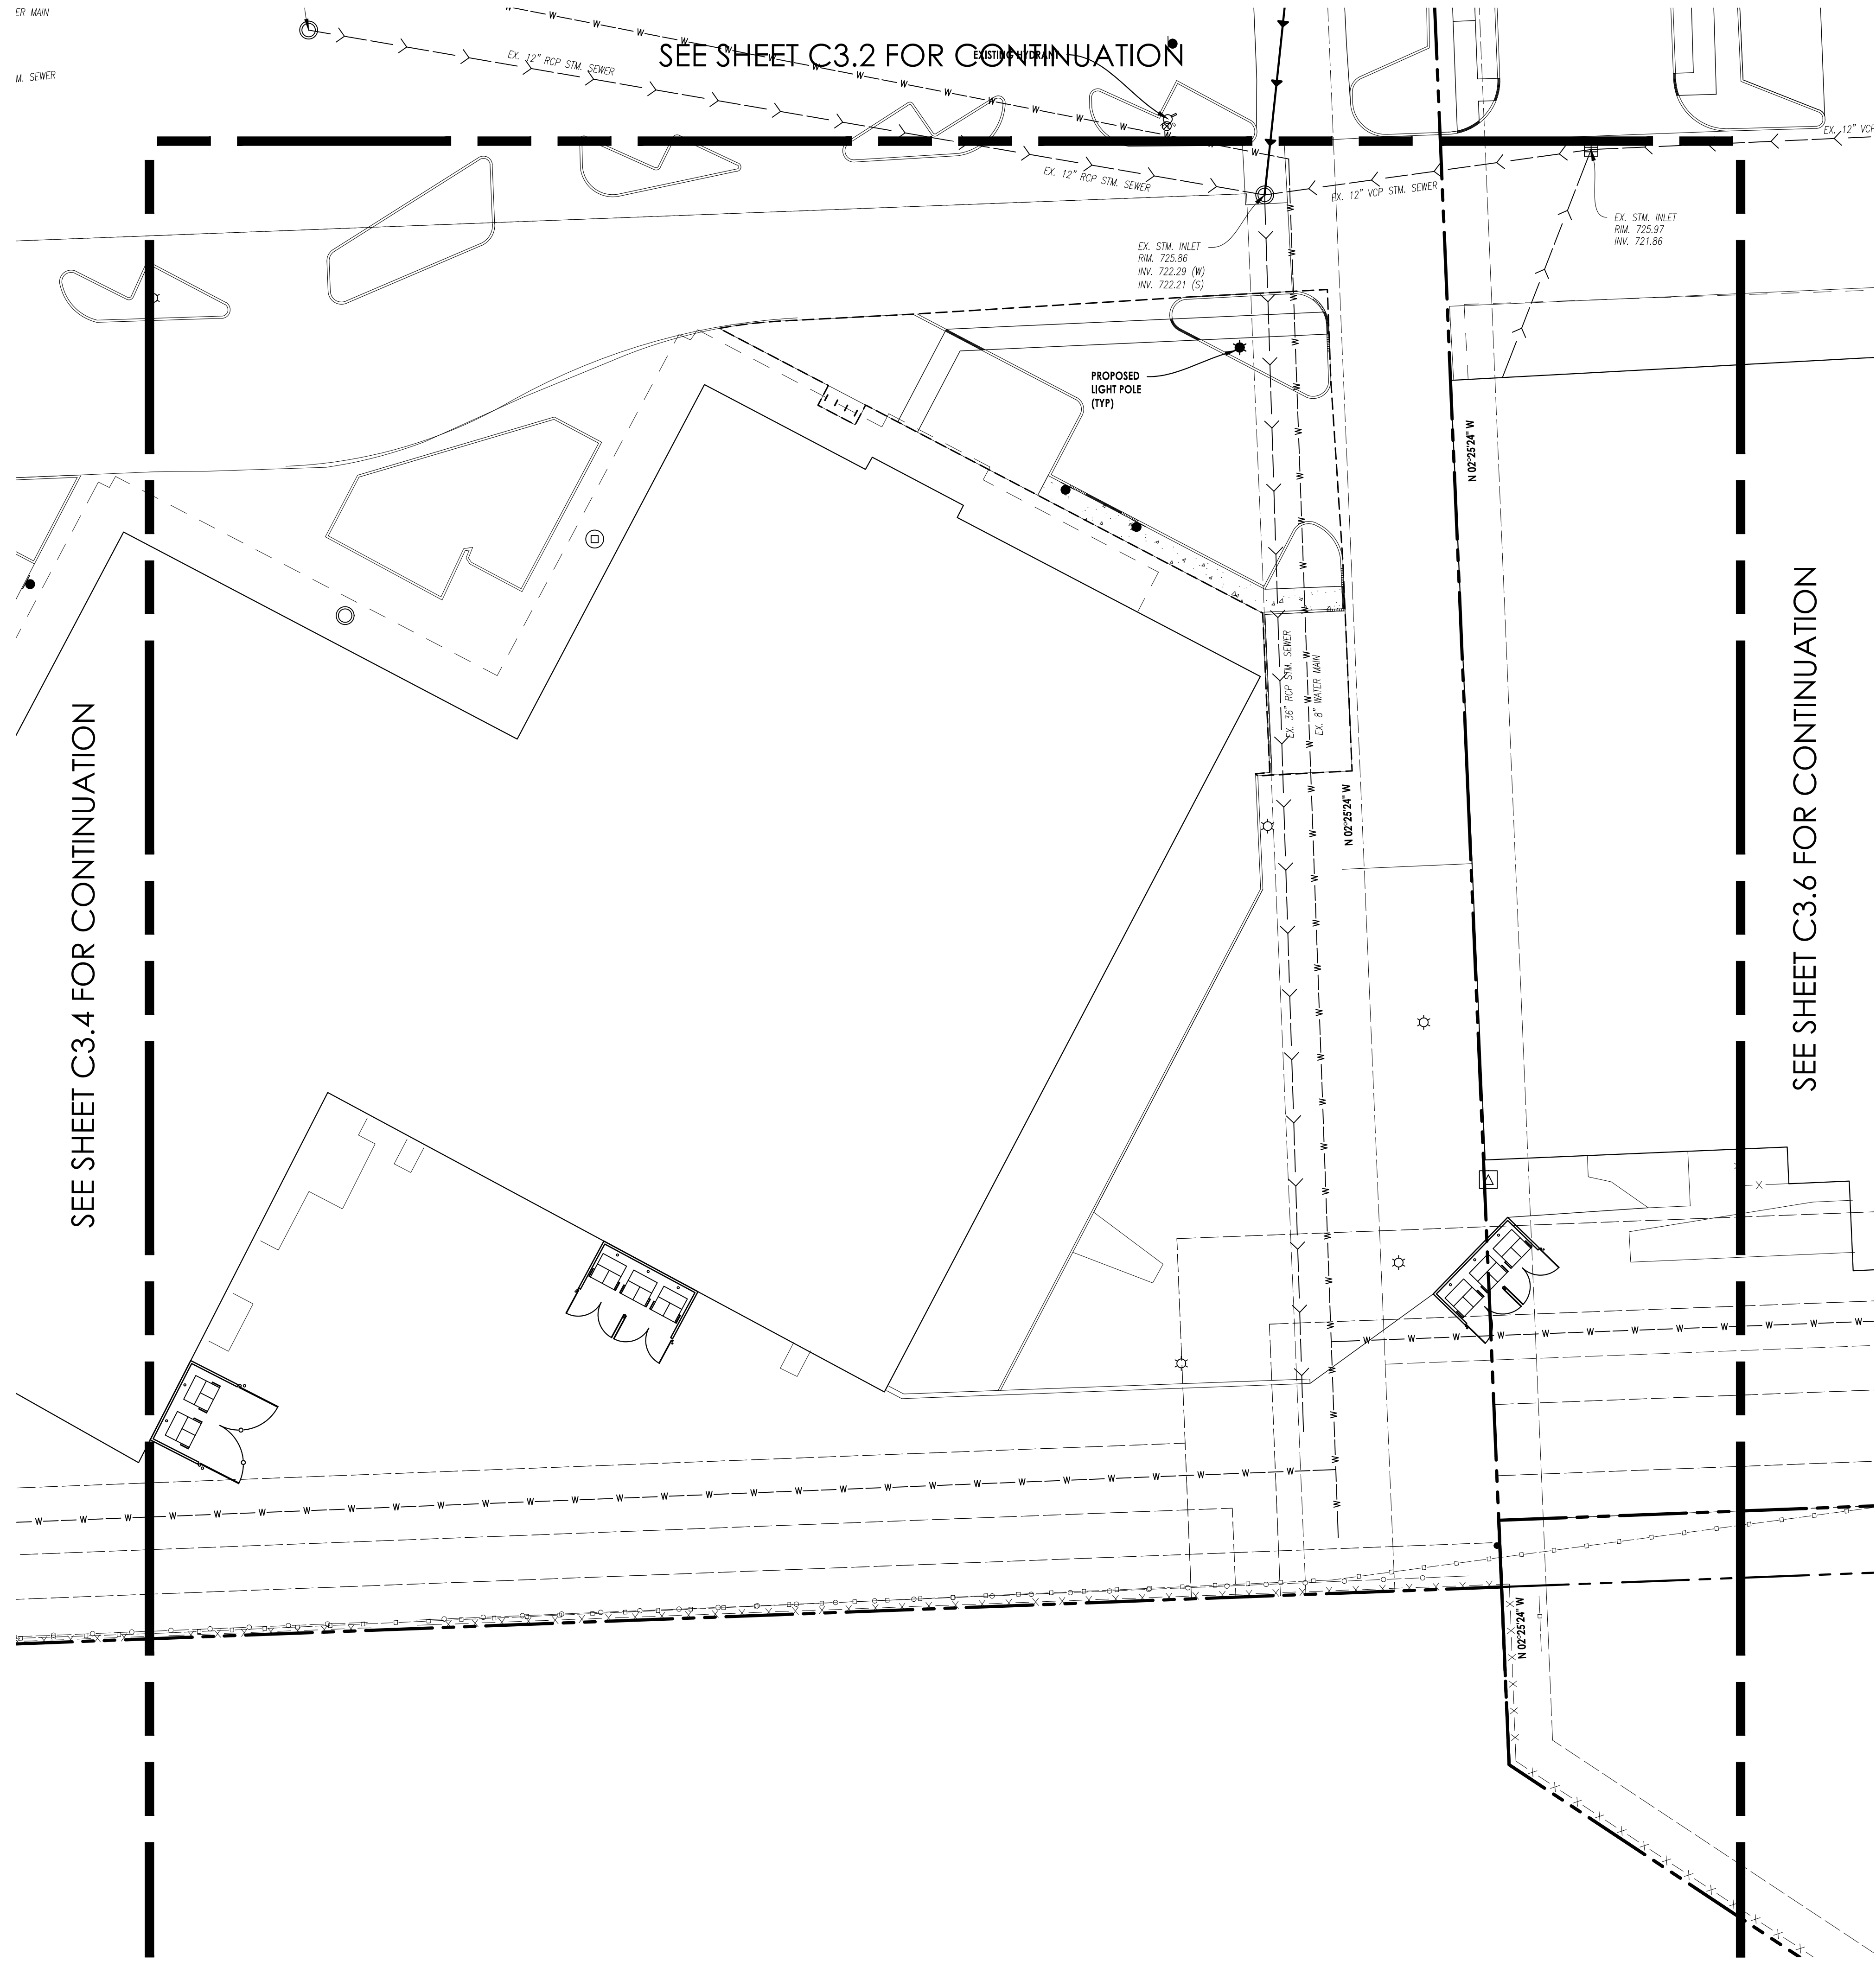 ER MAIN
SEE SHEET C3.2 FOR CONTINUATION
EXISTING HYDRANT
EX. 12" RCP STM. SEWER
M. SEWER
EX. 12" VCP
EX. 12" RCP STM. SEWER
EX. 12" VCP STM. SEWER
EX. STM. INLET
RIM. 725.97
INV. 721.86
EX. STM. INLET
RIM. 725.86
INV. 722.29 (W)
INV. 722.21 (S)
PROPOSED
LIGHT POLE
(TYP)
N 02°25'24" W
EX. 36" RCP STM. SEWER
EX. 8" WATER MAIN
N 02°25'24" W
SEE SHEET C3.4 FOR CONTINUATION
SEE SHEET C3.6 FOR CONTINUATION
N 02°25'24" W